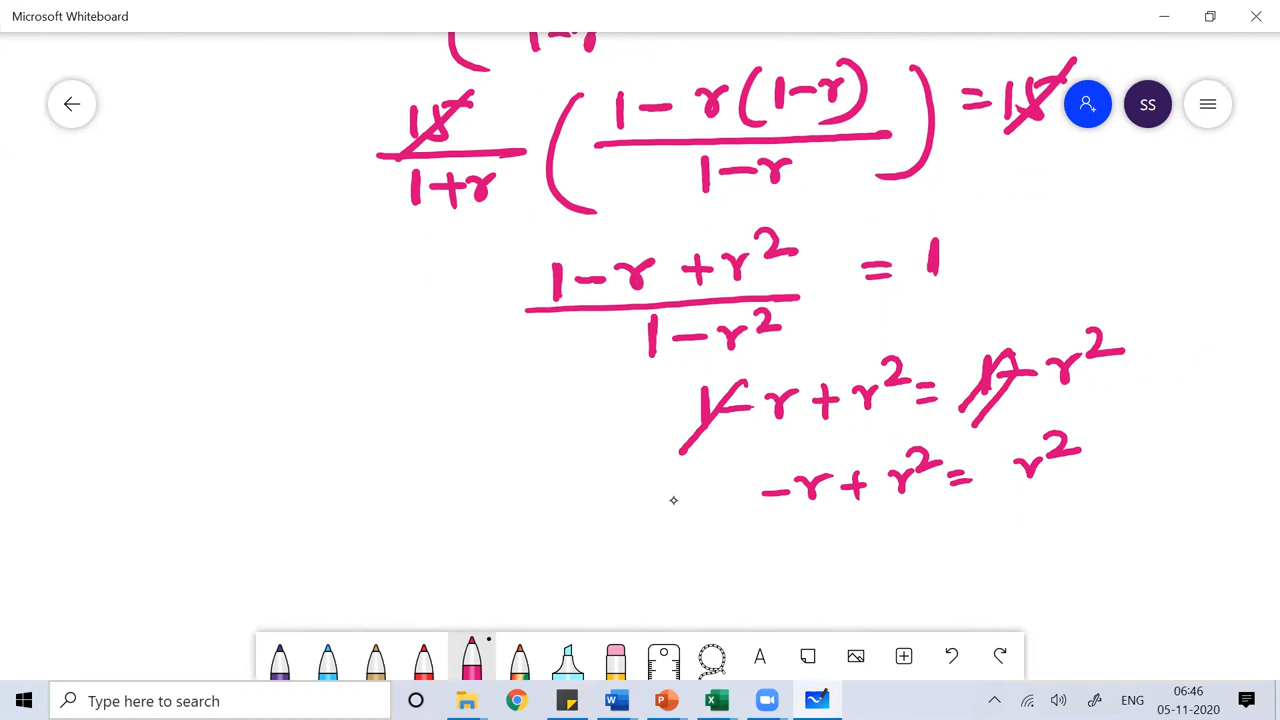 Microsoft Whiteboard
1-r
15/1+r (1 - r(1-r)/1-r) = 15
SS
1-r+r²/1-r² = 1
1-r+r² = 1-r²
-r+r² = r²
A
Type here to search
ENG
06:46
05-11-2020